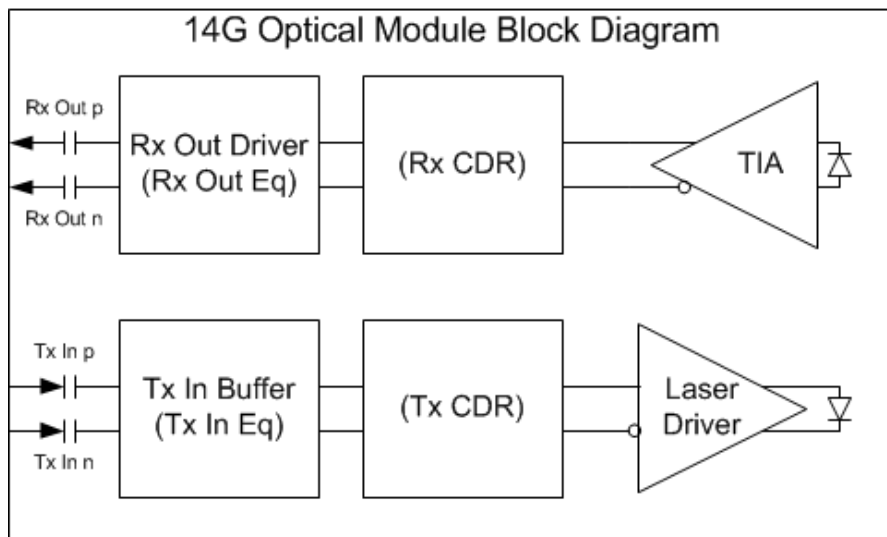 14G Optical Module Block Diagram
Rx Out p
Rx Out Driver
(Rx Out Eq)
(Rx CDR)
TIA
Rx Out n
Tx In p
Tx In Buffer
(Tx In Eq)
(Tx CDR)
Laser
Driver
Tx In n